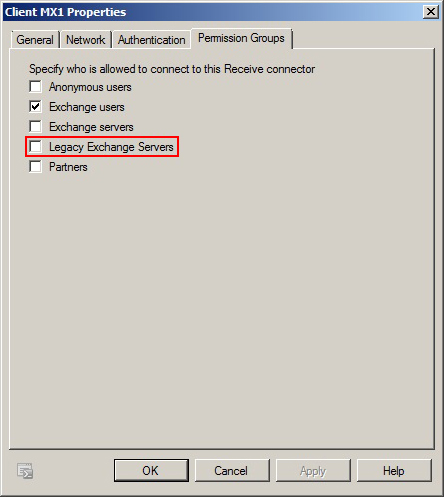 Client MX1 Properties
General Network Authentication Permission Groups
Specify who is allowed to connect to this Receive connector
Anonymous users
Exchange users
Exchange servers
Legacy Exchange Servers
Partners
OK Cancel Apply Help